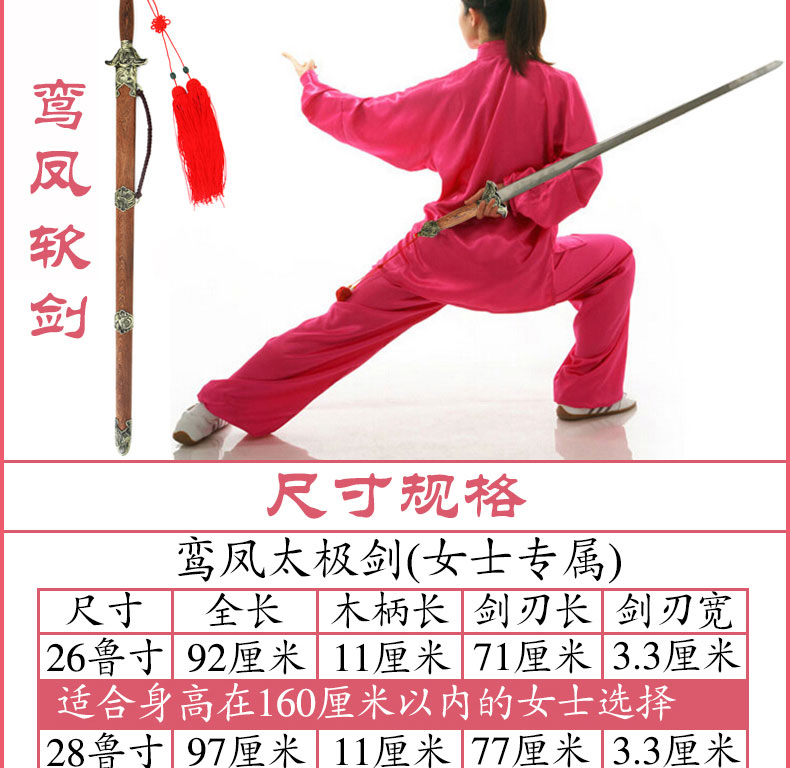 鸾凤软剑
尺寸规格
鸾凤太极剑(女士专属)
尺寸 全长 木柄长 剑刃长 剑刃宽
26鲁寸 92厘米 11厘米 71厘米 3.3厘米
适合身高在160厘米以内的女士选择
28鲁寸 97厘米 11厘米 77厘米 3.3厘米